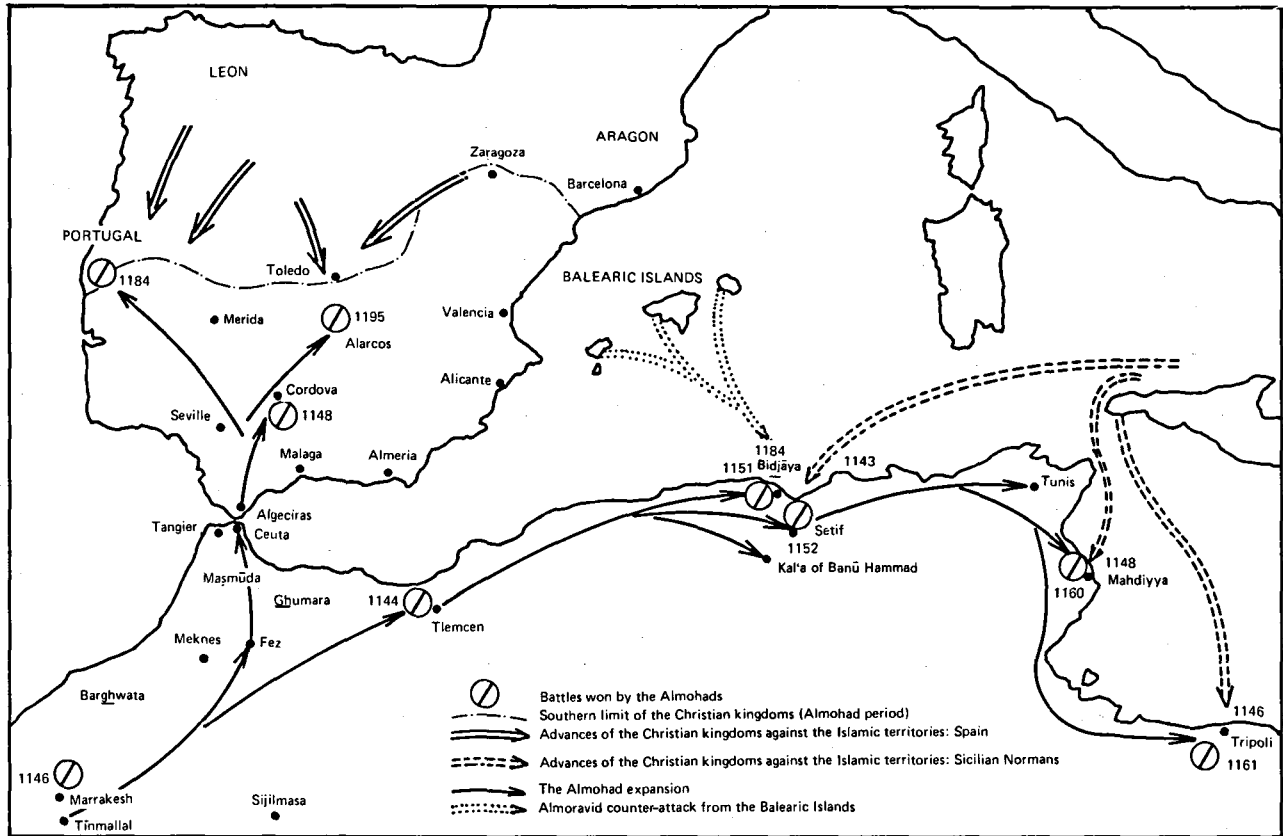 LEON
ARAGON
Zaragoza
Barcelona
PORTUGAL
1184
Toledo
BALEARIC ISLANDS
Merida
1195
Alarcos
Valencia
Cordova
Alicante
Seville
1148
Malaga
Almeria
1184
1151
Bidjāya
1143
Tunis
Algeciras
Tangier
Ceuta
Setif
1152
Kal'a of Banū Hammad
1148
Mahdiyya
1160
Maṣmūda
Ghumara
1144
Tlemcen
Meknes
Fez
Barghwata
Battles won by the Almohads
Southern limit of the Christian kingdoms (Almohad period)
Advances of the Christian kingdoms against the Islamic territories: Spain
Advances of the Christian kingdoms against the Islamic territories: Sicilian Normans
The Almohad expansion
Almoravid counter-attack from the Balearic Islands
1146
Tripoli
1161
1146
Marrakesh
Tīnmallal
Sijilmasa